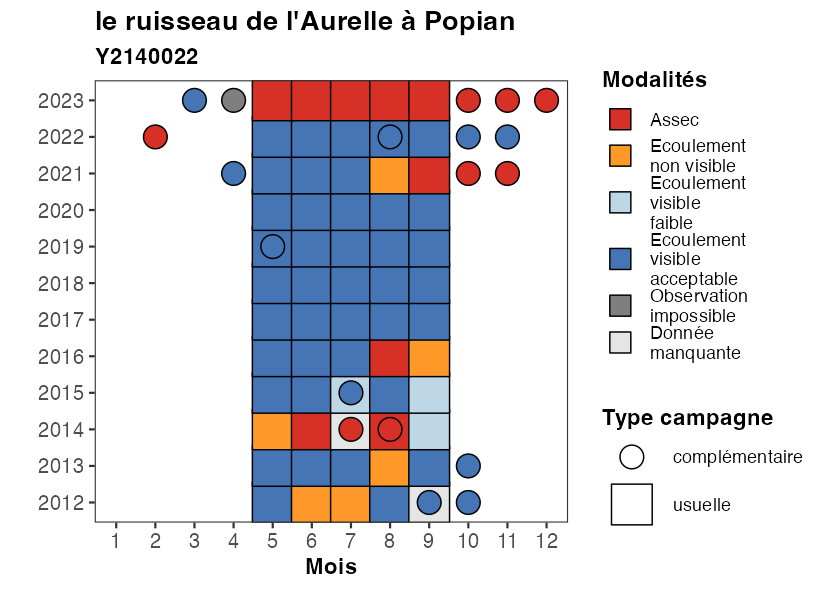 le ruisseau de l'Aurelle à Popian
Y2140022
2023
2022
2021
2020
2019
2018
2017
2016
2015
2014
2013
2012
1 2 3 4 5 6 7 8 9 10 11 12
Mois
Modalités
Assec
Ecoulement
non visible
Ecoulement
visible
faible
Ecoulement
visible
acceptable
Observation
impossible
Donnée
manquante
Type campagne
complémentaire
usuelle